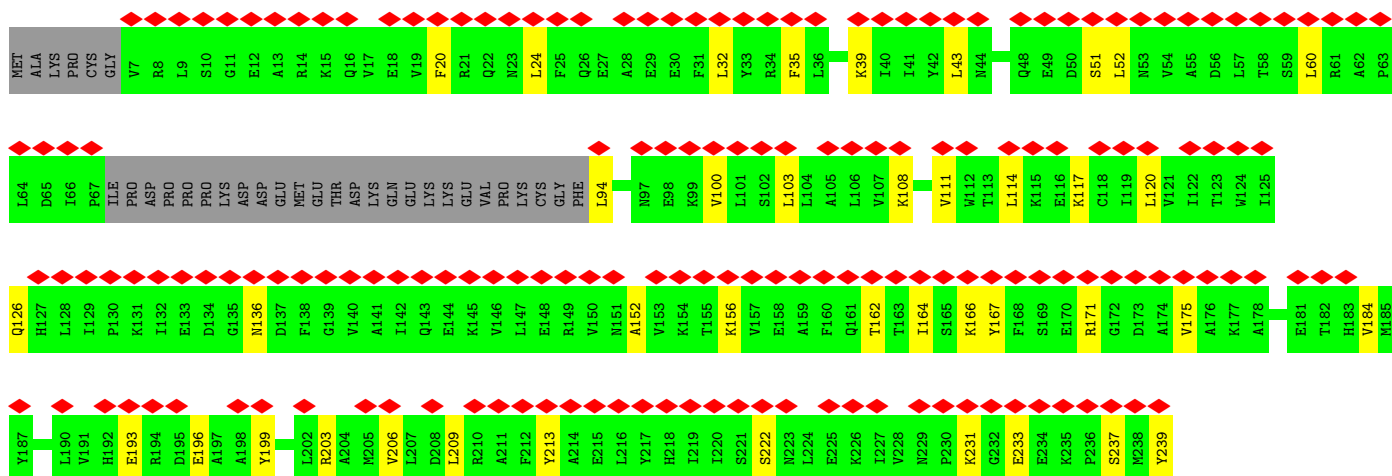 MET ALA LYS PRO CYS GLY V7 R8 L9 S10 G11 E12 A13 R14 K15 Q16 V17 E18 V19 F20 R21 Q22 N23 L24 F25 Q26 E27 A28 E29 E30 F31 L32 Y33 R34 F35 L36 K39 I40 I41 Y42 L43 N44 Q48 E49 D50 S51 L52 N53 V54 A55 D56 L57 T58 S59 L60 R61 A62 P63
L64 D65 I66 P67 ILE PRO ASP PRO PRO PRO LYS ASP ASP GLU MET GLU THR ASP LYS GLN GLU LYS LYS GLU VAL PRO LYS CYS GLY PHE L94 N97 E98 K99 V100 L101 S102 L103 L104 A105 L106 V107 K108 V111 W112 T113 L114 K115 E116 K117 C118 I119 L120 V121 I122 T123 W124 I125
Q126 H127 L128 I129 P130 K131 I132 E133 D134 G135 N136 D137 F138 G139 V140 A141 I142 Q143 E144 K145 V146 L147 E148 R149 V150 N151 A152 V153 K154 T155 K156 V157 E158 A159 F160 Q161 T162 T163 I164 S165 K166 Y167 F168 S169 E170 R171 G172 D173 A174 V175 A176 K177 A178 E181 T182 H183 V184 M185
Y187 L190 V191 H192 E193 R194 D195 E196 A197 A198 Y199 L202 R203 A204 M205 V206 L207 D208 L209 R210 A211 F212 Y213 A214 E215 L216 Y217 H218 I219 I220 S221 S222 N223 L224 E225 K226 I227 V228 N229 P230 K231 G232 E233 E234 K235 P236 S237 M238 Y239